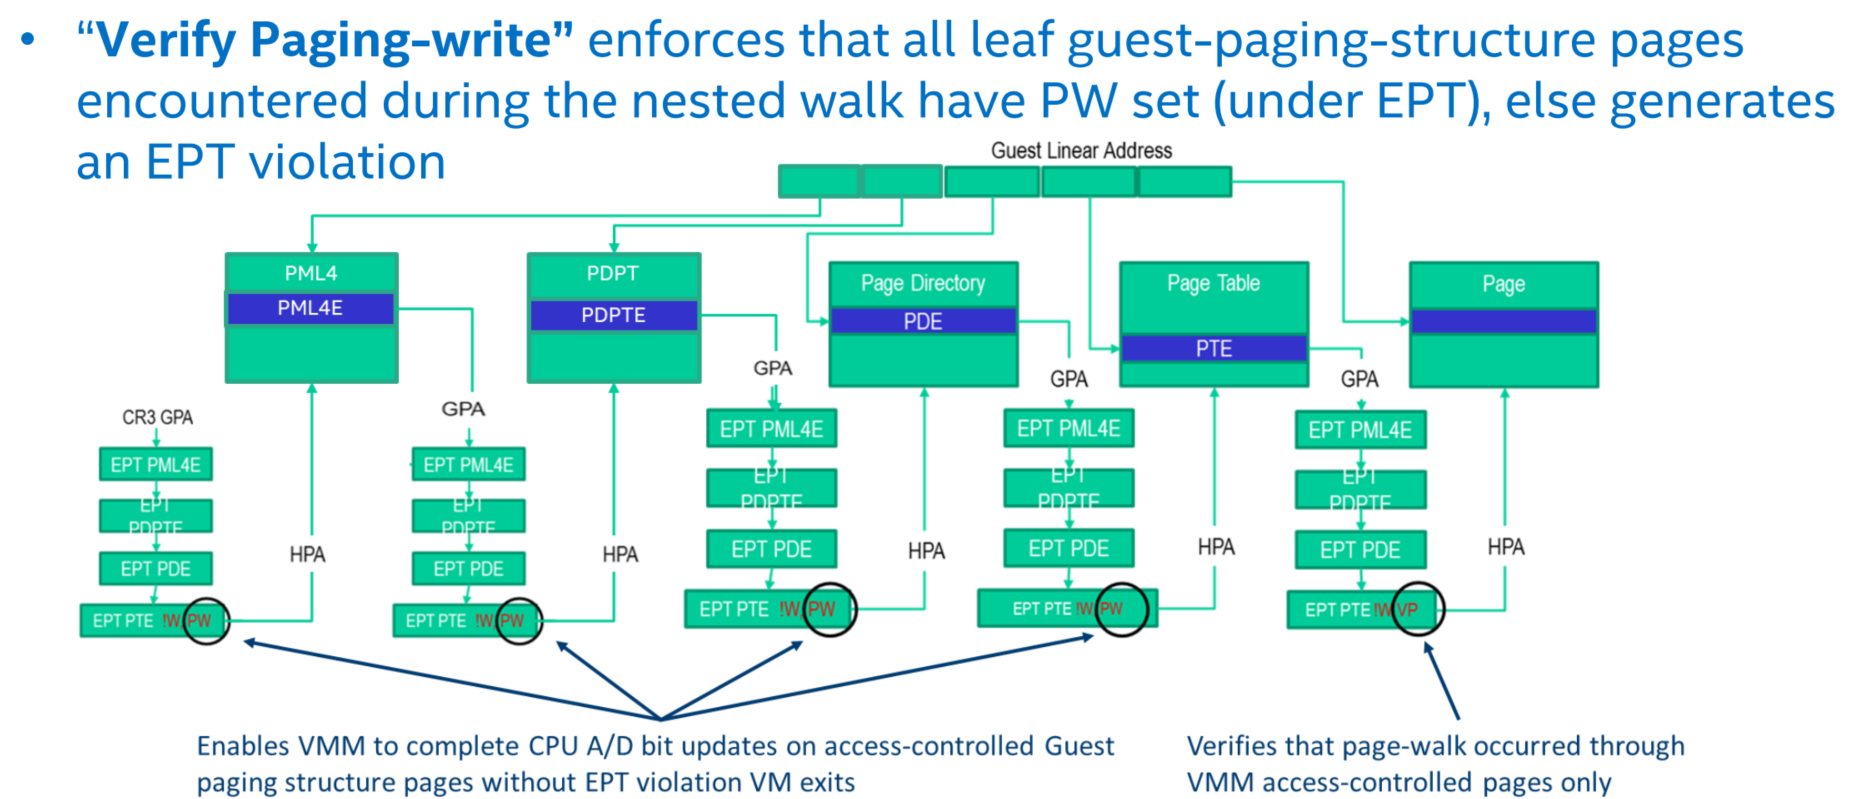 • “Verify Paging-write” enforces that all leaf guest-paging-structure pages
encountered during the nested walk have PW set (under EPT), else generates
an EPT violation
Guest Linear Address
PML4
PML4E
PDPT
PDPTE
Page Directory
PDE
Page Table
PTE
Page
CR3 GPA
GPA
GPA
GPA
GPA
EPT PML4E
EPT
PDPTE
EPT PDE
EPT PTE !W, PW
HPA
EPT PML4E
EPT
PDPTE
EPT PDE
EPT PTE !W, PW
HPA
EPT PML4E
EPT
PDPTE
EPT PDE
EPT PTE !W, PW
HPA
EPT PML4E
EPT
PDPTE
EPT PDE
EPT PTE !W, PW
HPA
EPT PML4E
EPT
PDPTE
EPT PDE
EPT PTE !W, VP
HPA
Enables VMM to complete CPU A/D bit updates on access-controlled Guest
paging structure pages without EPT violation VM exits
Verifies that page-walk occurred through
VMM access-controlled pages only